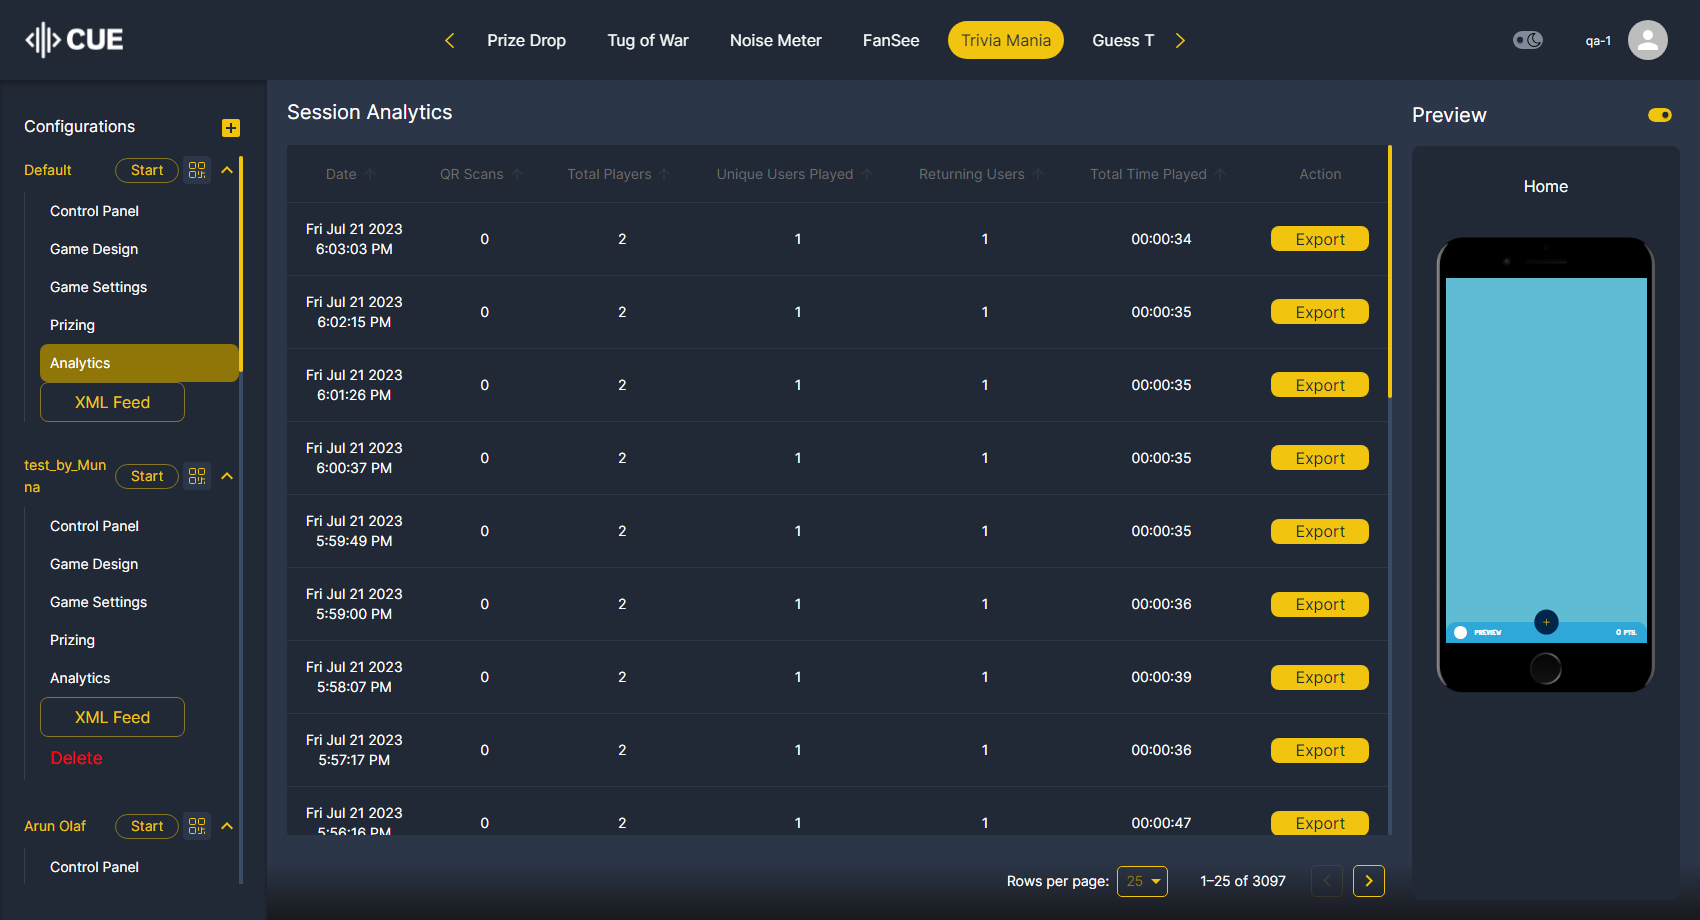 CUE
Prize Drop Tug of War Noise Meter FanSee Trivia Mania Guess T
qa-1
Configurations
Default Start
Control Panel
Game Design
Game Settings
Prizing
Analytics
XML Feed
test_by_Mun
na
Start
Control Panel
Game Design
Game Settings
Prizing
Analytics
XML Feed
Delete
Arun Olaf Start
Control Panel
Session Analytics
Date QR Scans Total Players Unique Users Played Returning Users Total Time Played Action
Fri Jul 21 2023
6:03:03 PM
0 2 1 1 00:00:34 Export
Fri Jul 21 2023
6:02:15 PM
0 2 1 1 00:00:35 Export
Fri Jul 21 2023
6:01:26 PM
0 2 1 1 00:00:35 Export
Fri Jul 21 2023
6:00:37 PM
0 2 1 1 00:00:35 Export
Fri Jul 21 2023
5:59:49 PM
0 2 1 1 00:00:35 Export
Fri Jul 21 2023
5:59:00 PM
0 2 1 1 00:00:36 Export
Fri Jul 21 2023
5:58:07 PM
0 2 1 1 00:00:39 Export
Fri Jul 21 2023
5:57:17 PM
0 2 1 1 00:00:36 Export
Fri Jul 21 2023
5:56:16 PM
0 2 1 1 00:00:47 Export
Rows per page: 25 1–25 of 3097
Preview
Home
PREVIEW 0 PTS.